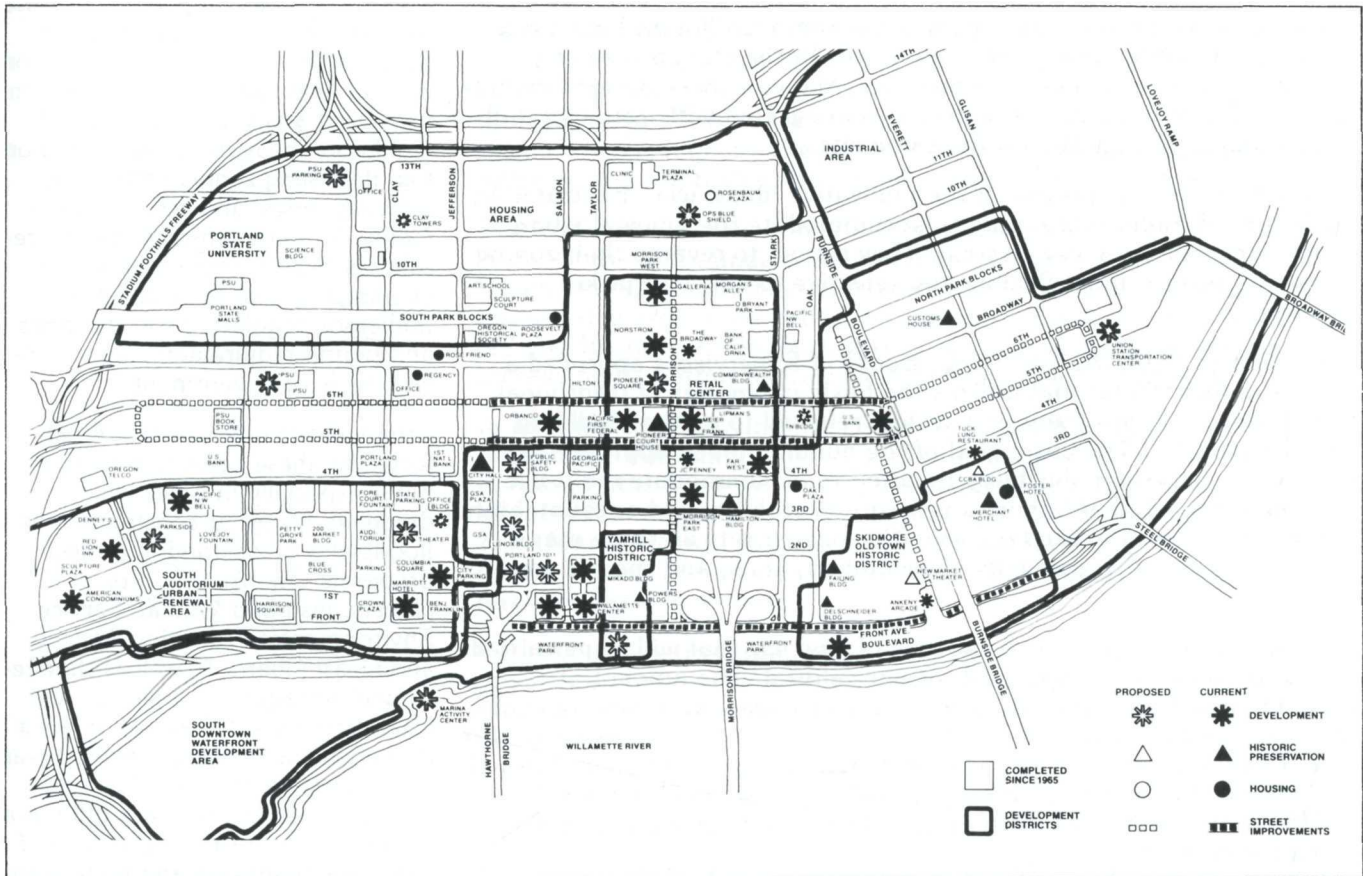 14TH
GLISAN
LOVEJOY RAMP
EVERETT
INDUSTRIAL
AREA
11TH
10TH
13TH
PSU
PARKING
OFFICE
CLAY
JEFFERSON
HOUSING
AREA
SALMON
TAYLOR
CLINIC
TERMINAL
PLAZA
ROSENBAUM
PLAZA
OPS BLUE
SHIELD
CLAY
TOWERS
STADIUM FOOTHILLS FREEWAY
PORTLAND
STATE
UNIVERSITY
SCIENCE
BLDG
10TH
MORRISON
PARK
WEST
STARK
OAK
BURNSIDE
BOULEVARD
NORTH PARK BLOCKS
BROADWAY
BROADWAY BRI
PSU
PORTLAND
STATE
MALLS
SOUTH PARK BLOCKS
ART SCHOOL
SCULPTURE
COURT
OREGON
HISTORICAL
SOCIETY
ROOSEVELT
PLAZA
GALLERIA
MORGAN'S
ALLEY
O BRYANT
PARK
PACIFIC
NW
BELL
CUSTOMS
HOUSE
6TH
UNION
STATION
TRANSPORTATION
CENTER
NORSTROM
THE
BROADWAY
BANK
OF
CALIF
ORNIA
ROSE FRIEND
REGENCY
PSU
PSU
OFFICE
HILTON
PIONEER
SQUARE
MORRISON
RETAIL
CENTER
COMMONWEALTH
BLDG
5TH
6TH
4TH
PSU
BOOK
STORE
5TH
ORBANCO
PACIFIC
FIRST
FEDERAL
PIONEER
COURT
HOUSE
MEIER
& FRANK
LIPMAN'S
TN BLDG
U S
BANK
3RD
TUCK
LUNG
RESTAURANT
U.S.
BANK
4TH
PORTLAND
PLAZA
1ST
NAT'L
BANK
CITY HALL
PUBLIC
SAFETY
BLDG
GEORGIA
PACIFIC
JC PENNEY
FAR
WEST
4TH
CCBA BLDG
FOSTER
HOTEL
MERCHANT
HOTEL
OREGON
TELCO
PACIFIC
N W
BELL
FORE
COURT
FOUNTAIN
STATE
PARKING
OFFICE
BLDG
GSA
PLAZA
PARKING
MORRISON
PARK
EAST
HAMILTON
BLDG
OAK
PLAZA
3RD
STEEL BRIDGE
DENNEY'S
PARKSIDE
LOVEJOY
FOUNTAIN
PETTY
GROVE
PARK
200
MARKET
BLDG
AUDI
TORIUM
THEATER
GSA
LENOX BLDG
YAMHILL
HISTORIC
DISTRICT
2ND
SKIDMORE
OLD TOWN
HISTORIC
DISTRICT
RED
LION
INN
SCULPTURE
PLAZA
BLUE
CROSS
PARKING
COLUMBIA
SQUARE
MARRIOTT
HOTEL
CITY
PARKING
PORTLAND 1011
MIKADO BLDG
FAILING
BLDG
NEW MARKET
THEATER
AMERICAN
CONDOMINIUMS
SOUTH
AUDITORIUM
URBAN
RENEWAL
AREA
HARRISON
SQUARE
1ST
FRONT
CROWN
PLAZA
BENJ
FRANKLIN
WILLAMETTE
CENTER
POWERS
BLDG
DELSCHNEIDER
BLDG
ANKENY
ARCADE
WATERFRONT
PARK
WATERFRONT
PARK
FRONT AVE
BOULEVARD
BURNSIDE BRIDGE
MARINA
ACTIVITY
CENTER
SOUTH
DOWNTOWN
WATERFRONT
DEVELOPMENT
AREA
HAWTHORNE
BRIDGE
WILLAMETTE RIVER
MORRISON BRIDGE
PROPOSED CURRENT
DEVELOPMENT
HISTORIC
PRESERVATION
HOUSING
STREET
IMPROVEMENTS
COMPLETED
SINCE 1965
DEVELOPMENT
DISTRICTS